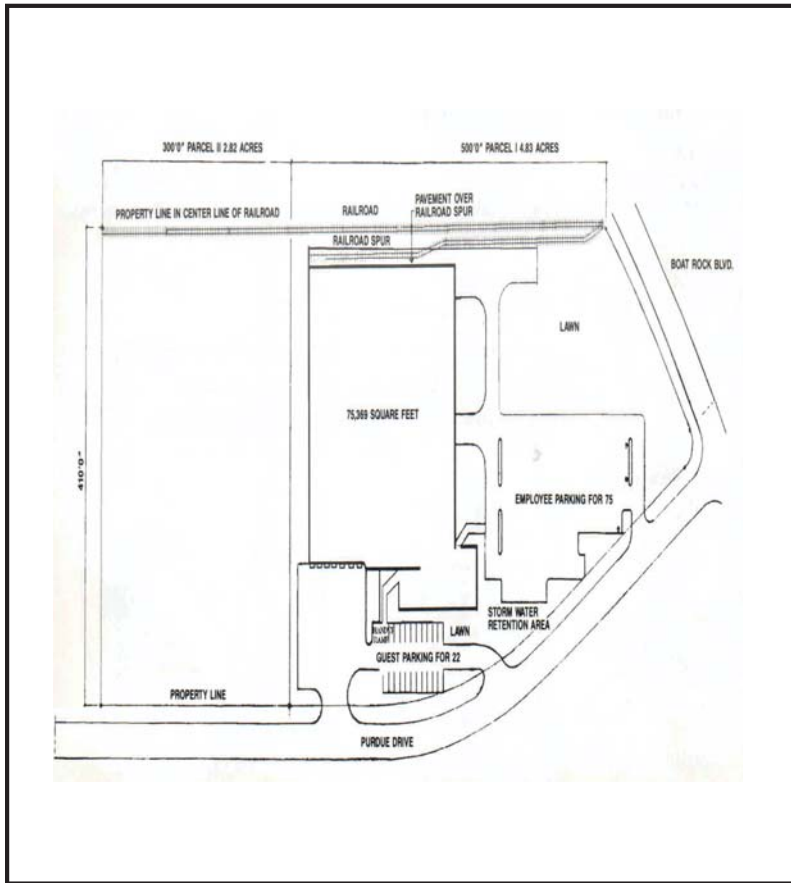 300'0" PARCEL II 2.82 ACRES
500'0" PARCEL I 4.83 ACRES
PROPERTY LINE IN CENTER LINE OF RAILROAD
RAILROAD
PAVEMENT OVER
RAILROAD SPUR
RAILROAD SPUR
BOAT ROCK BLVD.
LAWN
75,369 SQUARE FEET
410'0"
EMPLOYEE PARKING FOR 75
STORM WATER
RETENTION AREA
LAWN
GUEST PARKING FOR 22
PROPERTY LINE
PURDUE DRIVE